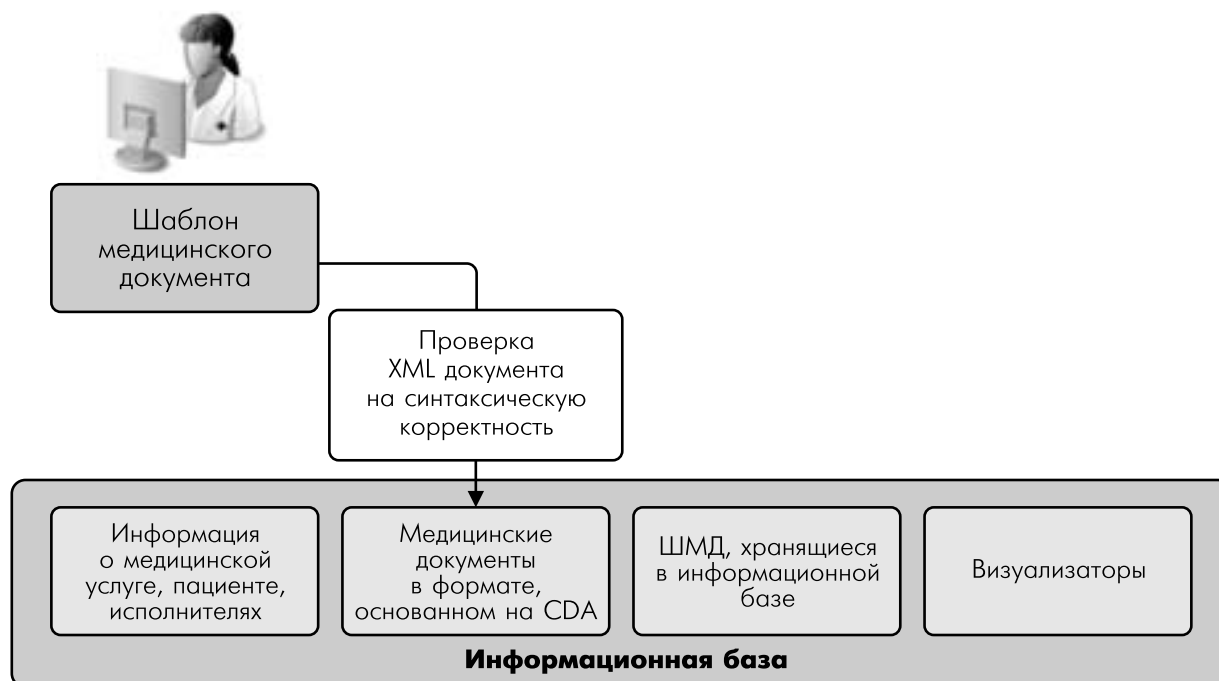 Шаблон
медицинского
документа
Проверка
XML документа
на синтаксическую
корректность
Информация
о медицинской
услуге, пациенте,
исполнителях
Медицинские
документы
в формате,
основанном на CDA
ШМД, хранящиеся
в информационной
базе
Визуализаторы
Информационная база